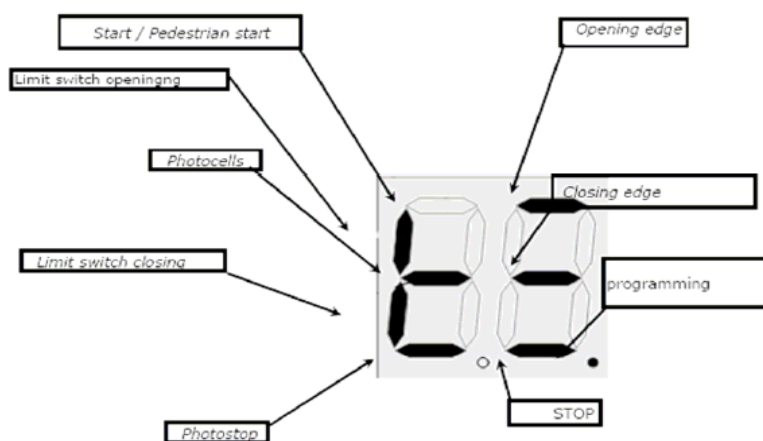 Start / Pedestrian start
Opening edge
Limit switch openingng
Photocells
Closing edge
Limit switch closing
programming
STOP
Photostop